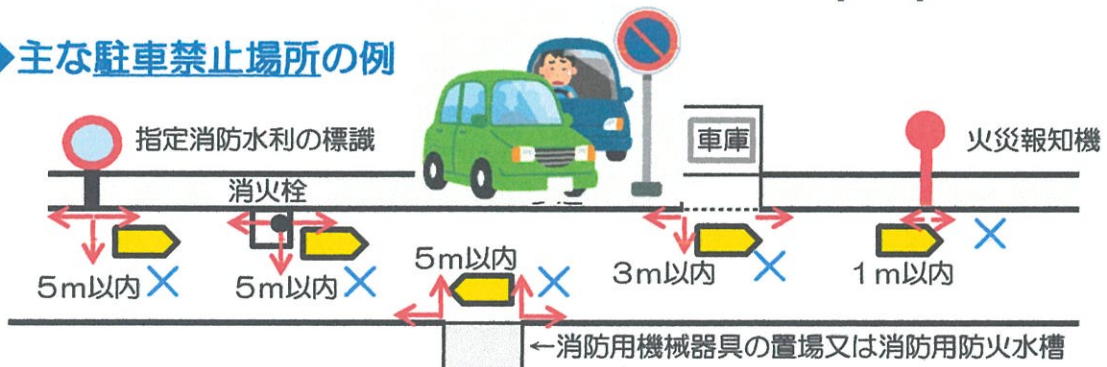 ◆主な駐車禁止場所の例
指定消防水利の標識
消火栓
車庫
火災報知機
5m以内
5m以内
5m以内
3m以内
1m以内
←消防用機械器具の置場又は消防用防火水槽